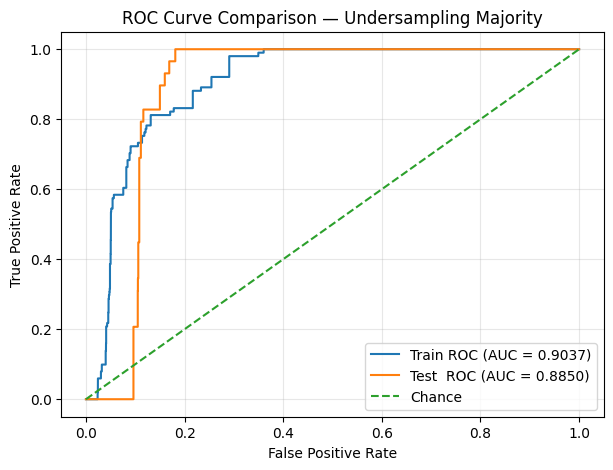 ROC Curve Comparison — Undersampling Majority
True Positive Rate
1.0
0.8
0.6
0.4
0.2
0.0
0.0 0.2 0.4 0.6 0.8 1.0
False Positive Rate
Train ROC (AUC = 0.9037)
Test  ROC (AUC = 0.8850)
Chance